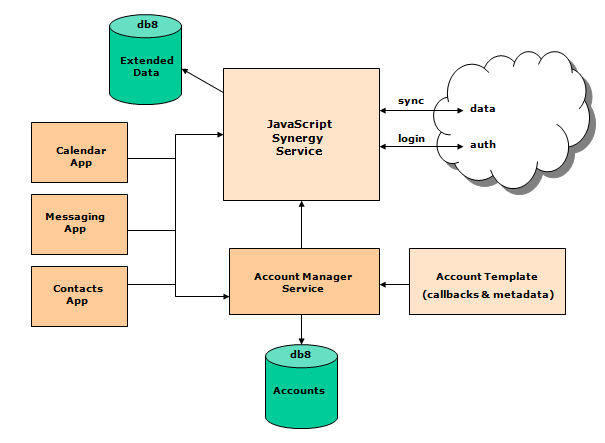 db8
Extended
Data
JavaScript
Synergy
Service
sync
data
login
auth
Calendar
App
Messaging
App
Contacts
App
Account Manager
Service
Account Template
(callbacks & metadata)
db8
Accounts